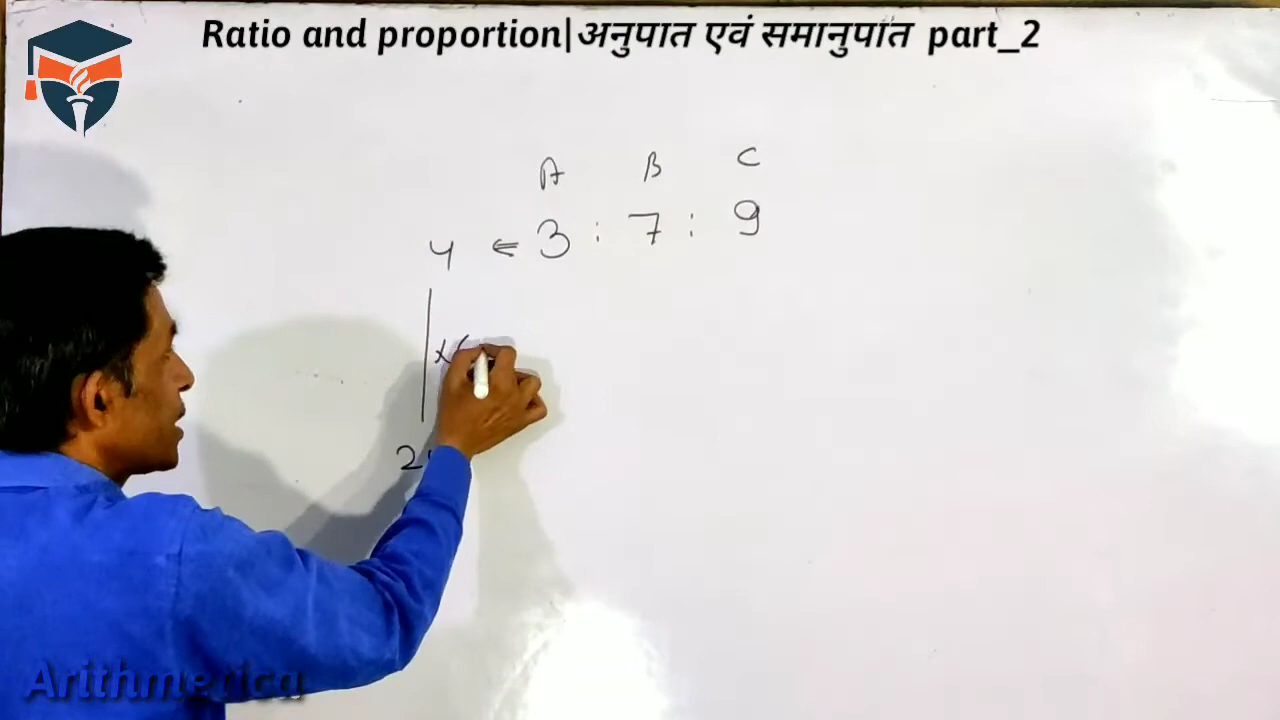 Ratio and proportion|अनुपात एवं समानुपात part_2
A B C
4 ⇐ 3 : 7 : 9
×
Arithmetica